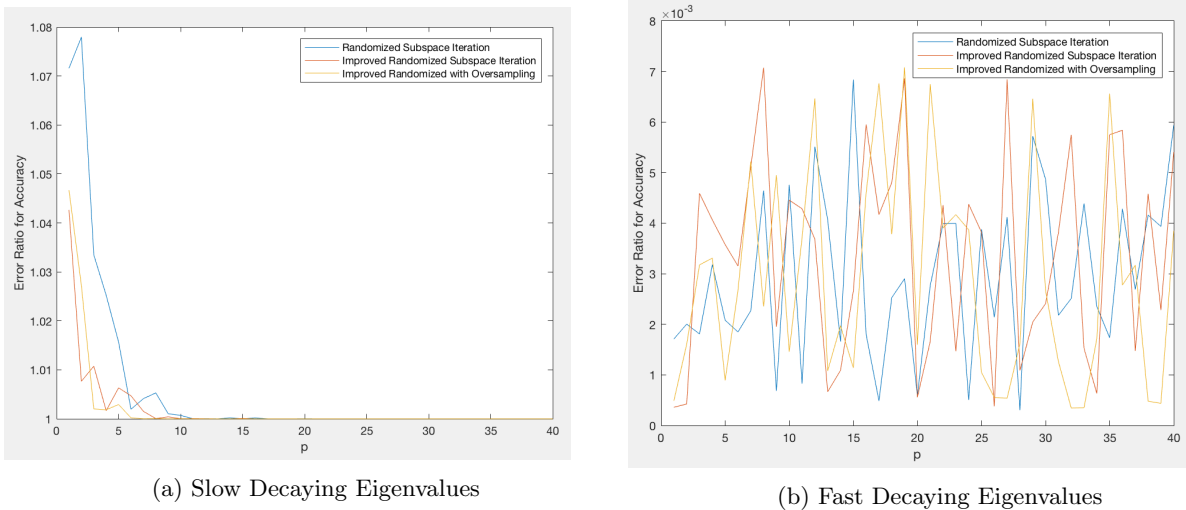 1.08
1.07
1.06
1.05
1.04
1.03
1.02
1.01
1
Error Ratio for Accuracy
Randomized Subspace Iteration
Improved Randomized Subspace Iteration
Improved Randomized with Oversampling
0 5 10 15 20 25 30 35 40
p
(a) Slow Decaying Eigenvalues
×10⁻³
8
7
6
5
4
3
2
1
0
Error Ratio for Accuracy
Randomized Subspace Iteration
Improved Randomized Subspace Iteration
Improved Randomized with Oversampling
0 5 10 15 20 25 30 35 40
p
(b) Fast Decaying Eigenvalues